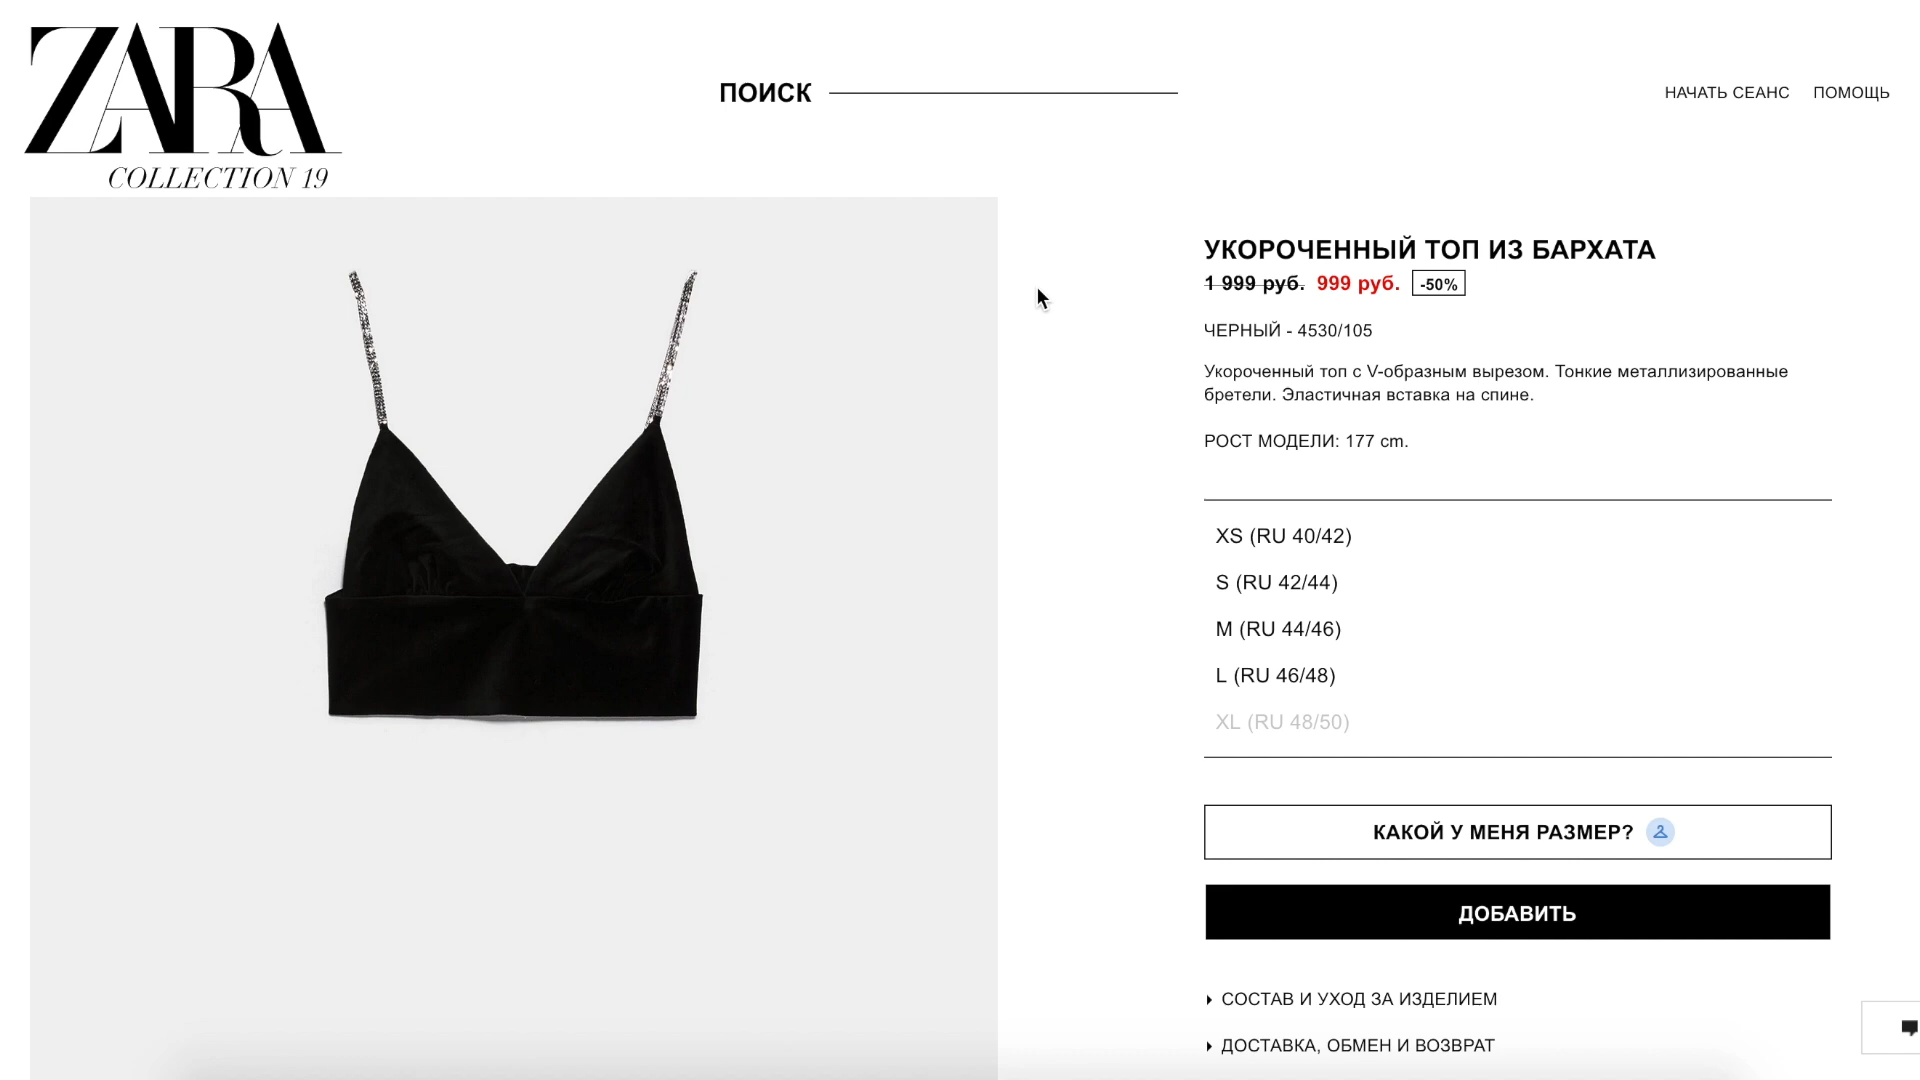 ZARA
COLLECTION 19
ПОИСК
НАЧАТЬ СЕАНС ПОМОЩЬ
УКОРОЧЕННЫЙ ТОП ИЗ БАРХАТА
1 999 руб. 999 руб. -50%
ЧЕРНЫЙ - 4530/105
Укороченный топ с V-образным вырезом. Тонкие металлизированные
бретели. Эластичная вставка на спине.
РОСТ МОДЕЛИ: 177 cm.
XS (RU 40/42)
S (RU 42/44)
M (RU 44/46)
L (RU 46/48)
XL (RU 48/50)
КАКОЙ У МЕНЯ РАЗМЕР?
ДОБАВИТЬ
СОСТАВ И УХОД ЗА ИЗДЕЛИЕМ
ДОСТАВКА, ОБМЕН И ВОЗВРАТ